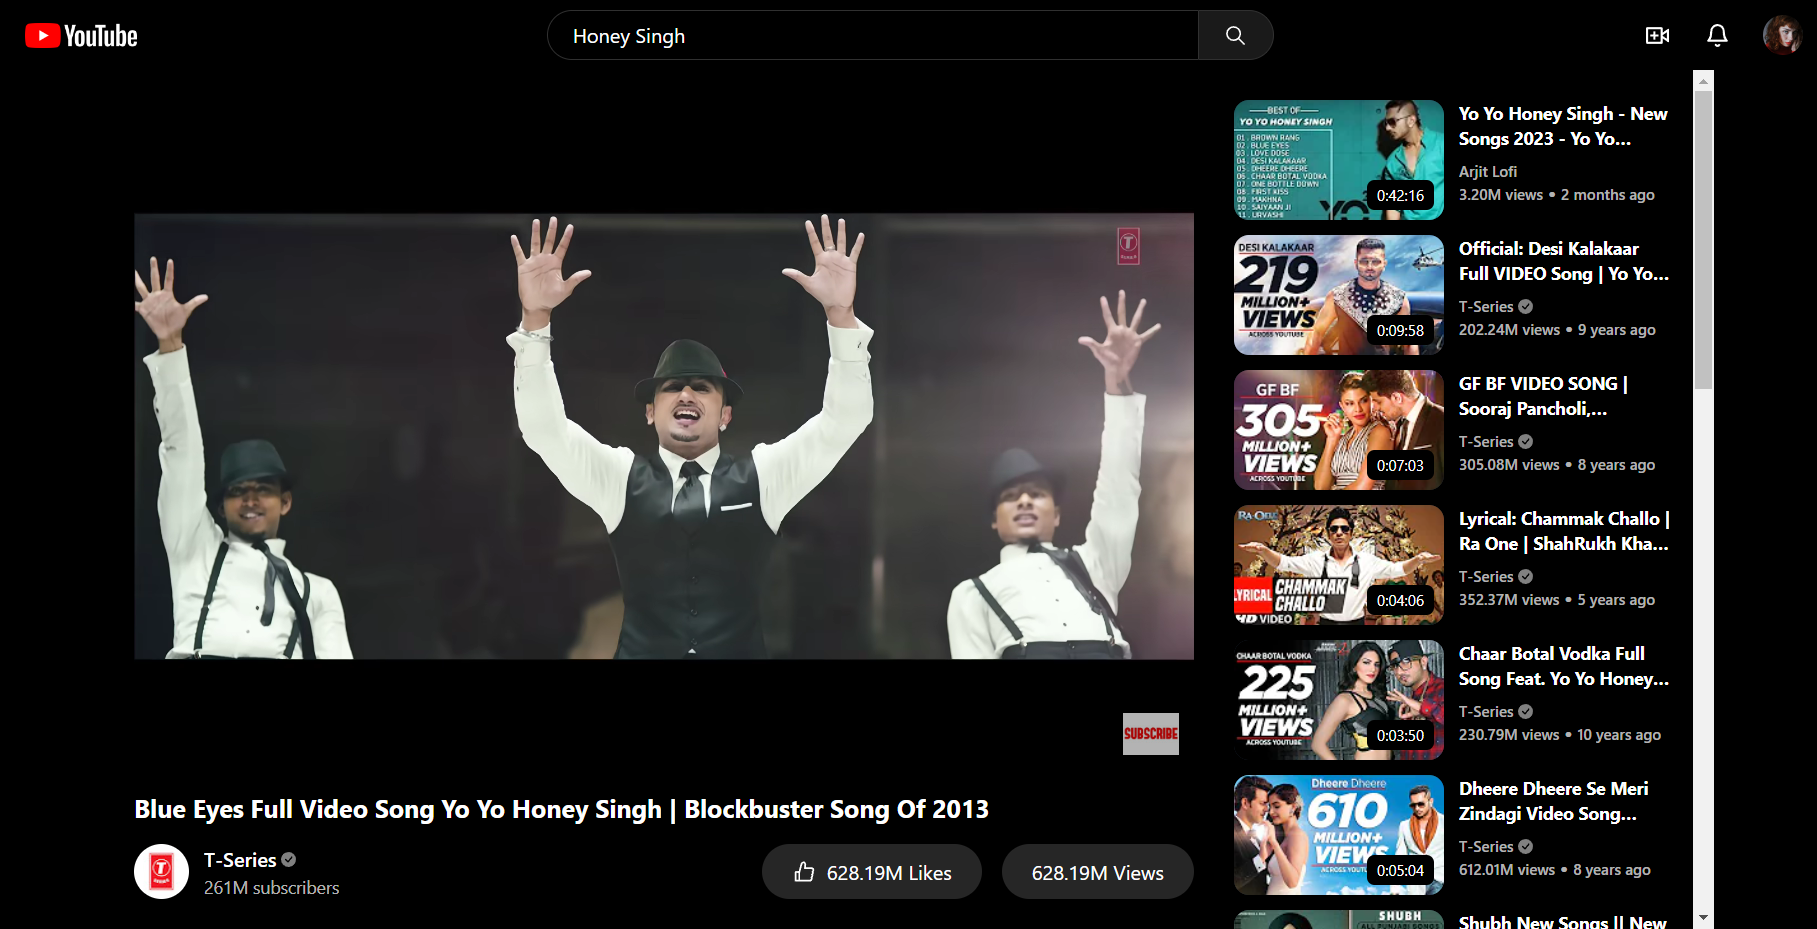 YouTube
Honey Singh
T
SERIES
SUBSCRIBE
Blue Eyes Full Video Song Yo Yo Honey Singh | Blockbuster Song Of 2013
T-Series
261M subscribers
628.19M Likes
628.19M Views
BEST OF
YO YO HONEY SINGH
01 . BROWN RANG
02 . BLUE EYES
03 . LOVE DOSE
04 . DESI KALAKAAR
05 . DHEERE DHEERE
06 . CHAAR BOTAL VODKA
07 . ONE BOTTLE DOWN
08 . FIRST KISS
09 . MAKHNA
10 . SAIYAAN JI
11 . URVASHI
YO
0:42:16
Yo Yo Honey Singh - New
Songs 2023 - Yo Yo...
Arjit Lofi
3.20M views • 2 months ago
DESI KALAKAAR
219
MILLION+
VIEWS
ACROSS YOUTUBE
0:09:58
Official: Desi Kalakaar
Full VIDEO Song | Yo Yo...
T-Series
202.24M views • 9 years ago
GF BF
305
MILLION+
VIEWS
ACROSS YOUTUBE
0:07:03
GF BF VIDEO SONG |
Sooraj Pancholi,...
T-Series
305.08M views • 8 years ago
RA-ONE
LYRICAL
CHAMMAK
CHALLO
HD VIDEO
0:04:06
Lyrical: Chammak Challo |
Ra One | ShahRukh Kha...
T-Series
352.37M views • 5 years ago
CHAAR BOTAL VODKA
225
MILLION+
VIEWS
ACROSS YOUTUBE
0:03:50
Chaar Botal Vodka Full
Song Feat. Yo Yo Honey...
T-Series
230.79M views • 10 years ago
Dheere Dheere
610
MILLION+
VIEWS
0:05:04
Dheere Dheere Se Meri
Zindagi Video Song...
T-Series
612.01M views • 8 years ago
SHUBH
ALL PUNJABI SONGS
Shubh New Songs || New